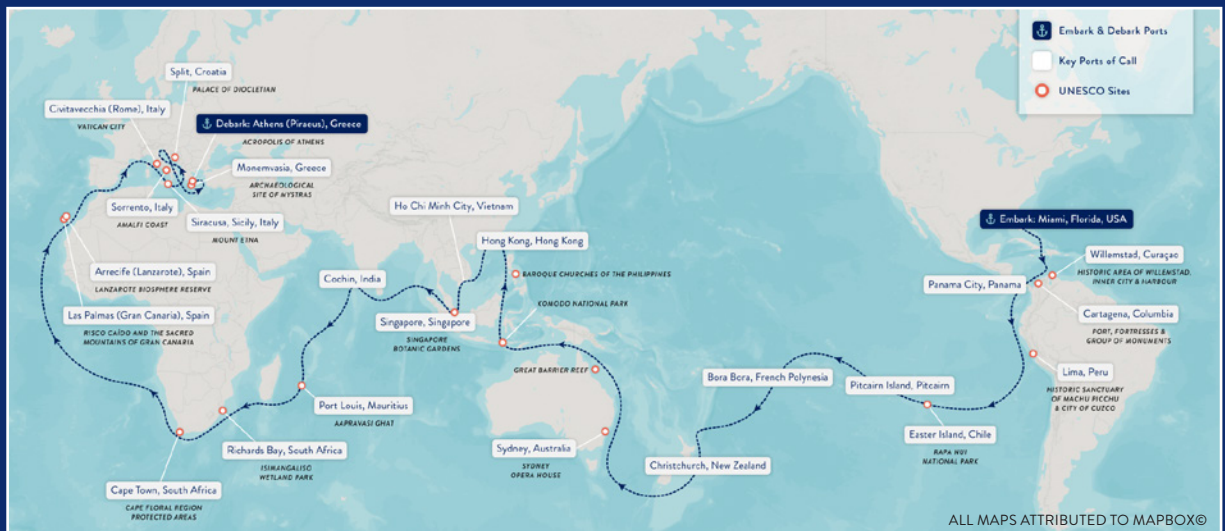 Embark & Debark Ports
Key Ports of Call
UNESCO Sites
Split, Croatia
PALACE OF DIOCLETIAN
Civitavecchia (Rome), Italy
VATICAN CITY
Debark: Athens (Piraeus), Greece
ACROPOLIS OF ATHENS
Monemvasia, Greece
ARCHAEOLOGICAL
SITE OF MYSTRAS
Sorrento, Italy
AMALFI COAST
Siracusa, Sicily, Italy
MOUNT ETNA
Arrecife (Lanzarote), Spain
LANZAROTE BIOSPHERE RESERVE
Las Palmas (Gran Canaria), Spain
RISCO CAÍDO AND THE SACRED
MOUNTAINS OF GRAN CANARIA
Ho Chi Minh City, Vietnam
Hong Kong, Hong Kong
BAROQUE CHURCHES OF THE PHILIPPINES
Cochin, India
KOMODO NATIONAL PARK
Singapore, Singapore
SINGAPORE
BOTANIC GARDENS
GREAT BARRIER REEF
Port Louis, Mauritius
AAPRAVASI GHAT
Richards Bay, South Africa
ISIMANGALISO
WETLAND PARK
Cape Town, South Africa
CAPE FLORAL REGION
PROTECTED AREAS
Sydney, Australia
SYDNEY
OPERA HOUSE
Christchurch, New Zealand
Bora Bora, French Polynesia
Pitcairn Island, Pitcairn
Easter Island, Chile
RAPA NUI
NATIONAL PARK
Embark: Miami, Florida, USA
Willemstad, Curaçao
HISTORIC AREA OF WILLEMSTAD,
INNER CITY & HARBOUR
Panama City, Panama
Cartagena, Columbia
PORT, FORTRESSES &
GROUP OF MONUMENTS
Lima, Peru
HISTORIC SANCTUARY
OF MACHU PICCHU
& CITY OF CUZCO
ALL MAPS ATTRIBUTED TO MAPBOX©